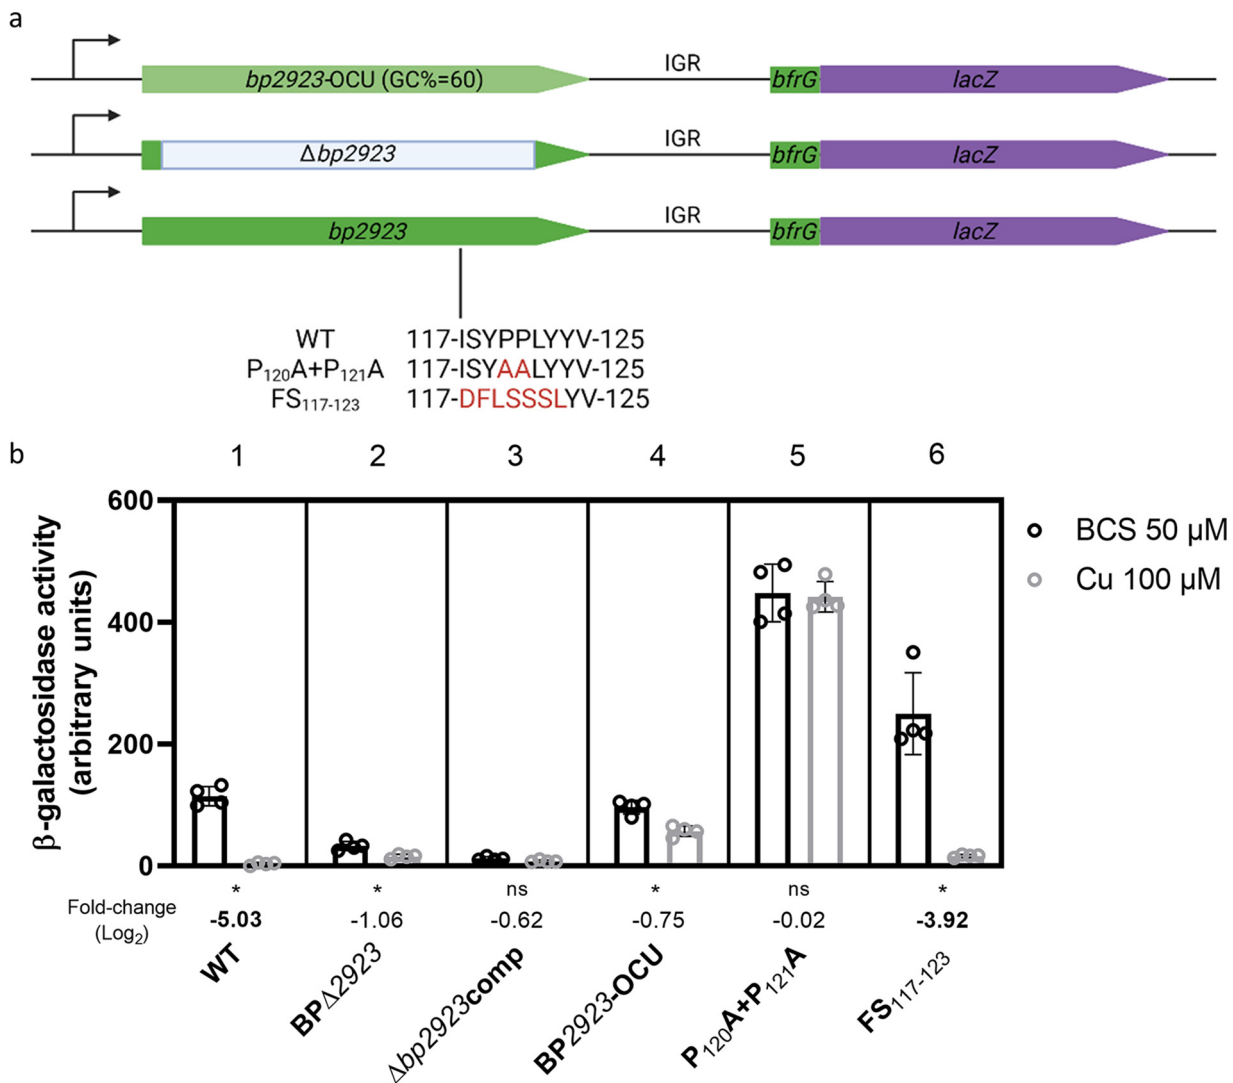 a
bp2923-OCU (GC%=60) IGR bfrG lacZ
Δbp2923 IGR bfrG lacZ
bp2923 IGR bfrG lacZ
WT 117-ISYPPLYYV-125
P₁₂₀A+P₁₂₁A 117-ISYAALYYV-125
FS₁₁₇₋₁₂₃ 117-DFLSSSLYV-125
b 1 2 3 4 5 6
β-galactosidase activity
(arbitrary units)
600
400
200
0
BCS 50 µM
Cu 100 µM
* * ns * ns *
Fold-change
(Log₂)
-5.03 -1.06 -0.62 -0.75 -0.02 -3.92
WT
BPΔ2923
Δbp2923comp
BP2923-OCU
P₁₂₀A+P₁₂₁A
FS₁₁₇₋₁₂₃